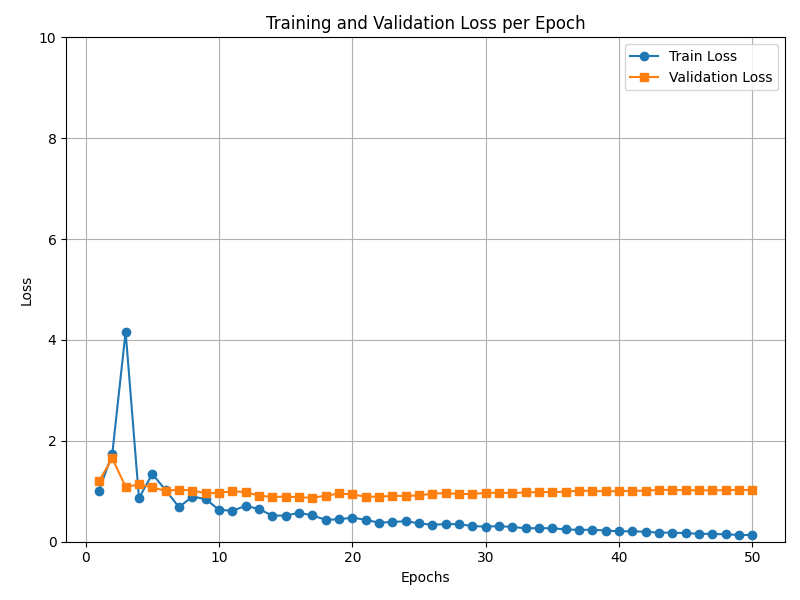 Training and Validation Loss per Epoch
10
8
6
4
2
0
Loss
Train Loss
Validation Loss
0 10 20 30 40 50
Epochs